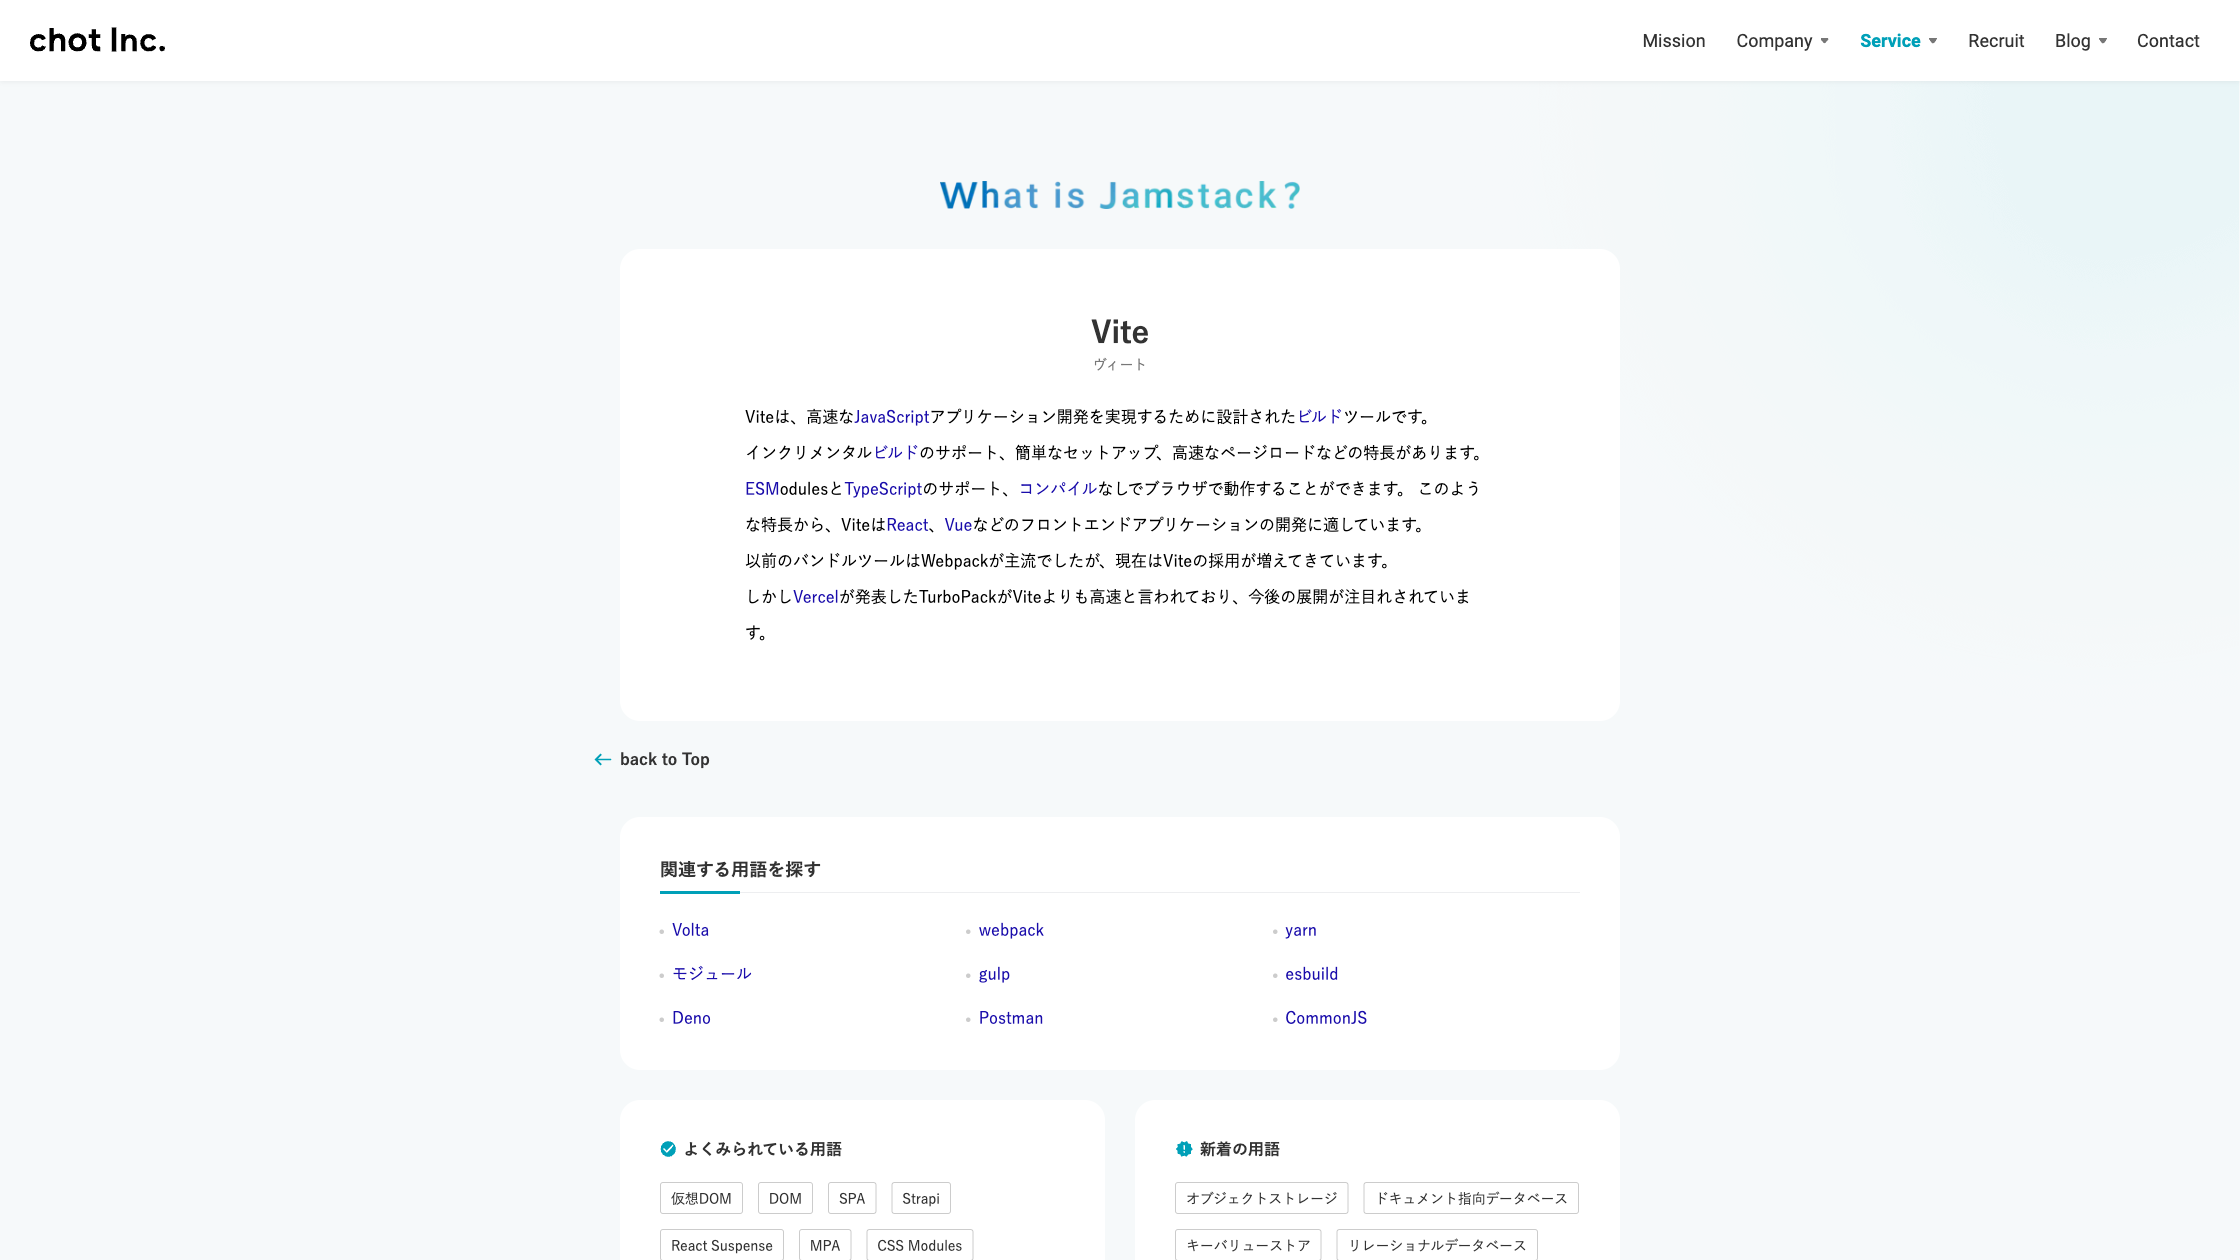 chot Inc.
Mission Company Service Recruit Blog Contact
What is Jamstack?
Vite
ヴィート
Viteは、高速なJavaScriptアプリケーション開発を実現するために設計されたビルドツールです。
インクリメンタルビルドのサポート、簡単なセットアップ、高速なページロードなどの特長があります。
ESModulesとTypeScriptのサポート、コンパイルなしでブラウザで動作することができます。 このよう
な特長から、ViteはReact、Vueなどのフロントエンドアプリケーションの開発に適しています。
以前のバンドルツールはWebpackが主流でしたが、現在はViteの採用が増えてきています。
しかしVercelが発表したTurboPackがViteよりも高速と言われており、今後の展開が注目れされていま
す。
← back to Top
関連する用語を探す
Volta webpack yarn
モジュール gulp esbuild
Deno Postman CommonJS
よくみられている用語
仮想DOM DOM SPA Strapi
React Suspense MPA CSS Modules
新着の用語
オブジェクトストレージ ドキュメント指向データベース
キーバリューストア リレーショナルデータベース